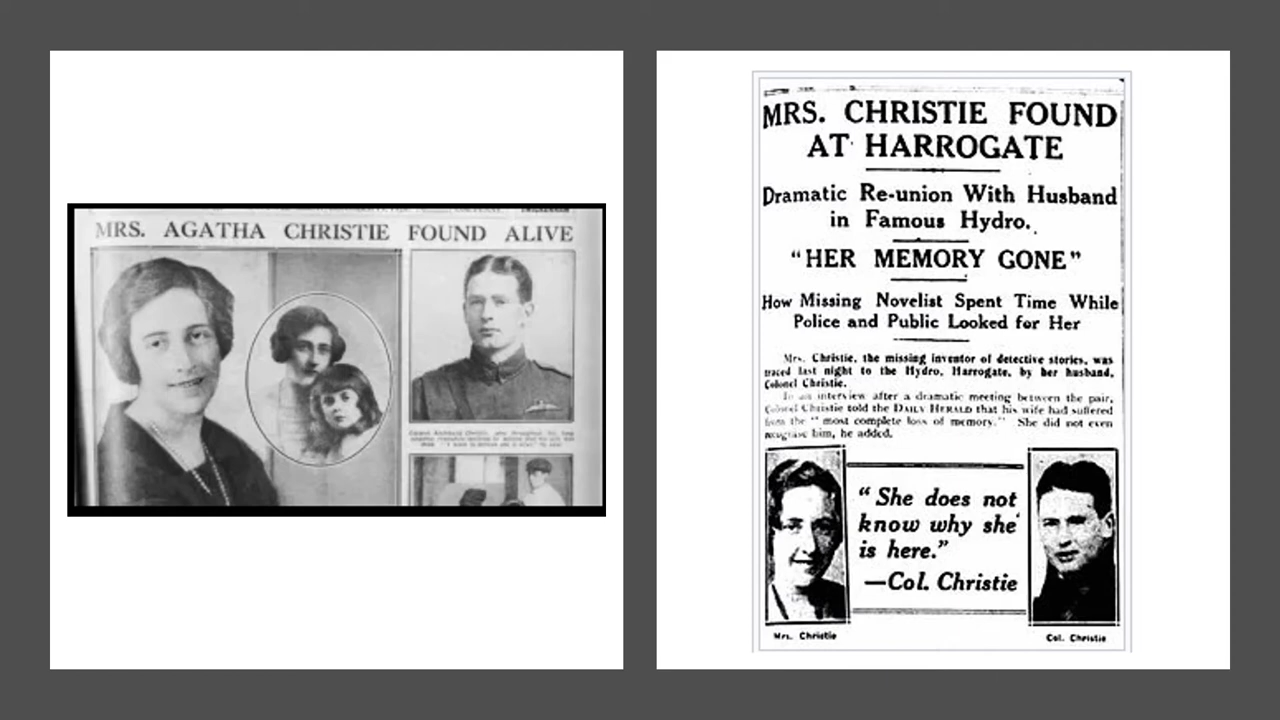 MRS. AGATHA CHRISTIE FOUND ALIVE
MRS. CHRISTIE FOUND
AT HARROGATE
Dramatic Re-union With Husband
in Famous Hydro.
"HER MEMORY GONE"
How Missing Novelist Spent Time While
Police and Public Looked for Her
Mrs. Christie, the missing inventor of detective stories, was
traced last night to the Hydro, Harrogate, by her husband,
Colonel Christie.
In an interview after a dramatic meeting between the pair,
Colonel Christie told the DAILY HERALD that his wife had suffered
from the "most complete loss of memory." She did not even
recognise him, he added.
"She does not
know why she
is here."
—Col. Christie
Mrs. Christie
Col. Christie